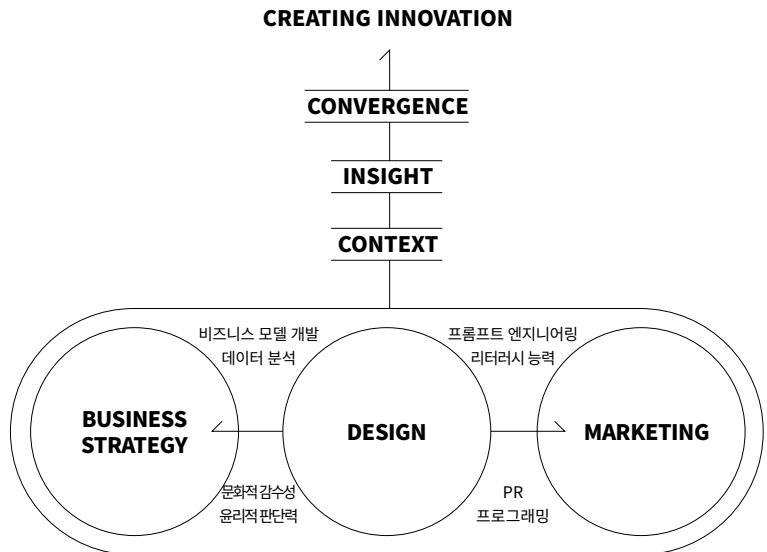 CREATING INNOVATION
CONVERGENCE
INSIGHT
CONTEXT
비즈니스 모델 개발
데이터 분석
프롬프트 엔지니어링
리터러시 능력
BUSINESS
STRATEGY
DESIGN
MARKETING
문화적 감수성
윤리적 판단력
PR
프로그래밍